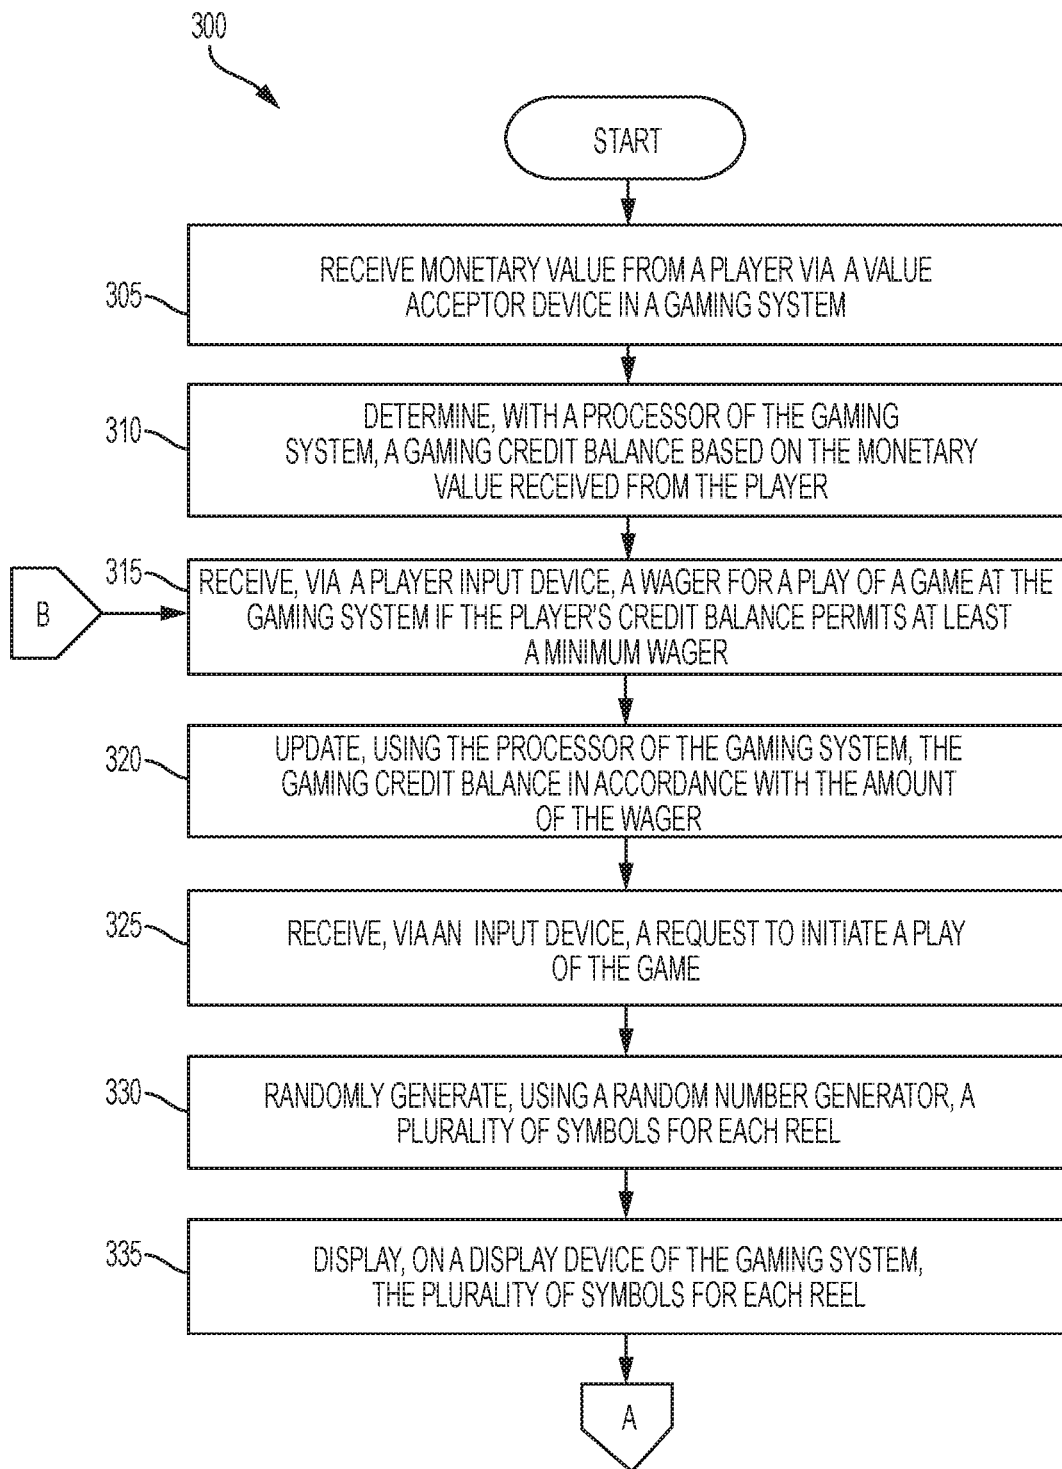 300
START
305
RECEIVE MONETARY VALUE FROM A PLAYER VIA A VALUE
ACCEPTOR DEVICE IN A GAMING SYSTEM
310
DETERMINE, WITH A PROCESSOR OF THE GAMING
SYSTEM, A GAMING CREDIT BALANCE BASED ON THE MONETARY
VALUE RECEIVED FROM THE PLAYER
315
B
RECEIVE, VIA A PLAYER INPUT DEVICE, A WAGER FOR A PLAY OF A GAME AT THE
GAMING SYSTEM IF THE PLAYER'S CREDIT BALANCE PERMITS AT LEAST
A MINIMUM WAGER
320
UPDATE, USING THE PROCESSOR OF THE GAMING SYSTEM, THE
GAMING CREDIT BALANCE IN ACCORDANCE WITH THE AMOUNT
OF THE WAGER
325
RECEIVE, VIA AN INPUT DEVICE, A REQUEST TO INITIATE A PLAY
OF THE GAME
330
RANDOMLY GENERATE, USING A RANDOM NUMBER GENERATOR, A
PLURALITY OF SYMBOLS FOR EACH REEL
335
DISPLAY, ON A DISPLAY DEVICE OF THE GAMING SYSTEM,
THE PLURALITY OF SYMBOLS FOR EACH REEL
A